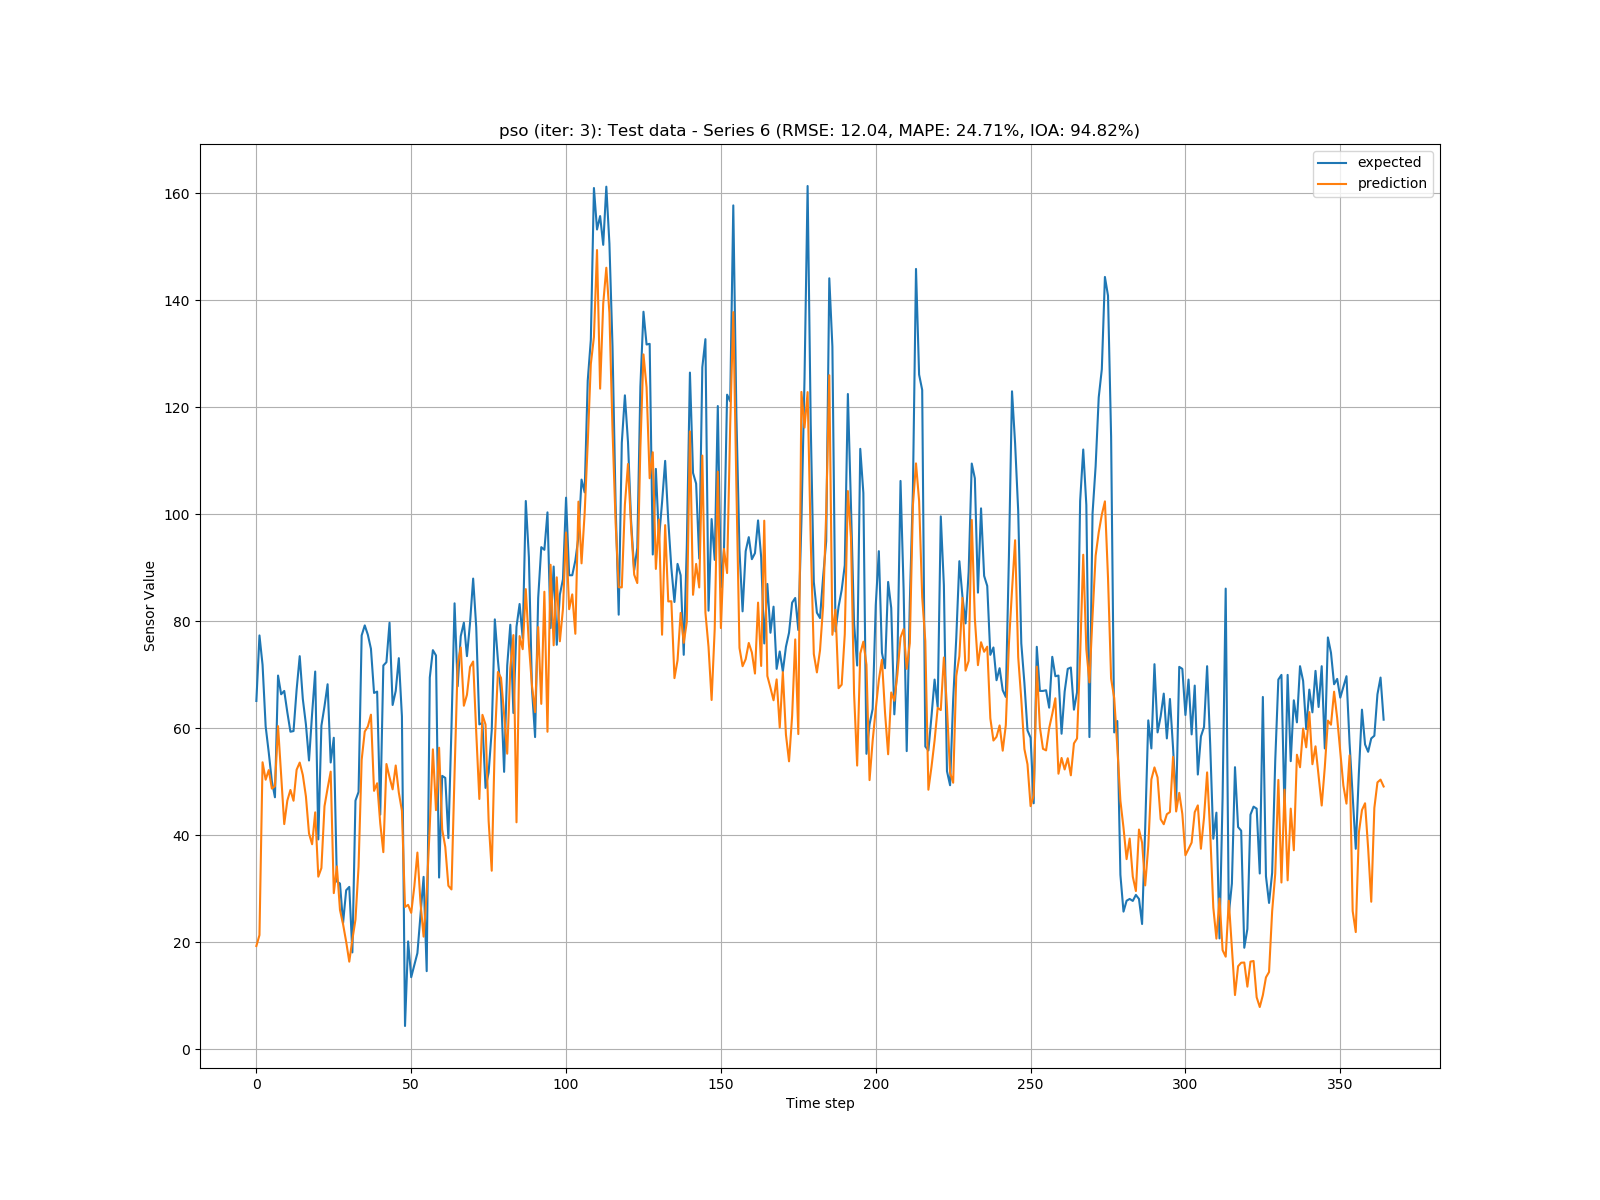 pso (iter: 3): Test data - Series 6 (RMSE: 12.04, MAPE: 24.71%, IOA: 94.82%)
expected
prediction
160
140
120
100
80
60
40
20
0
Sensor Value
0 50 100 150 200 250 300 350
Time step